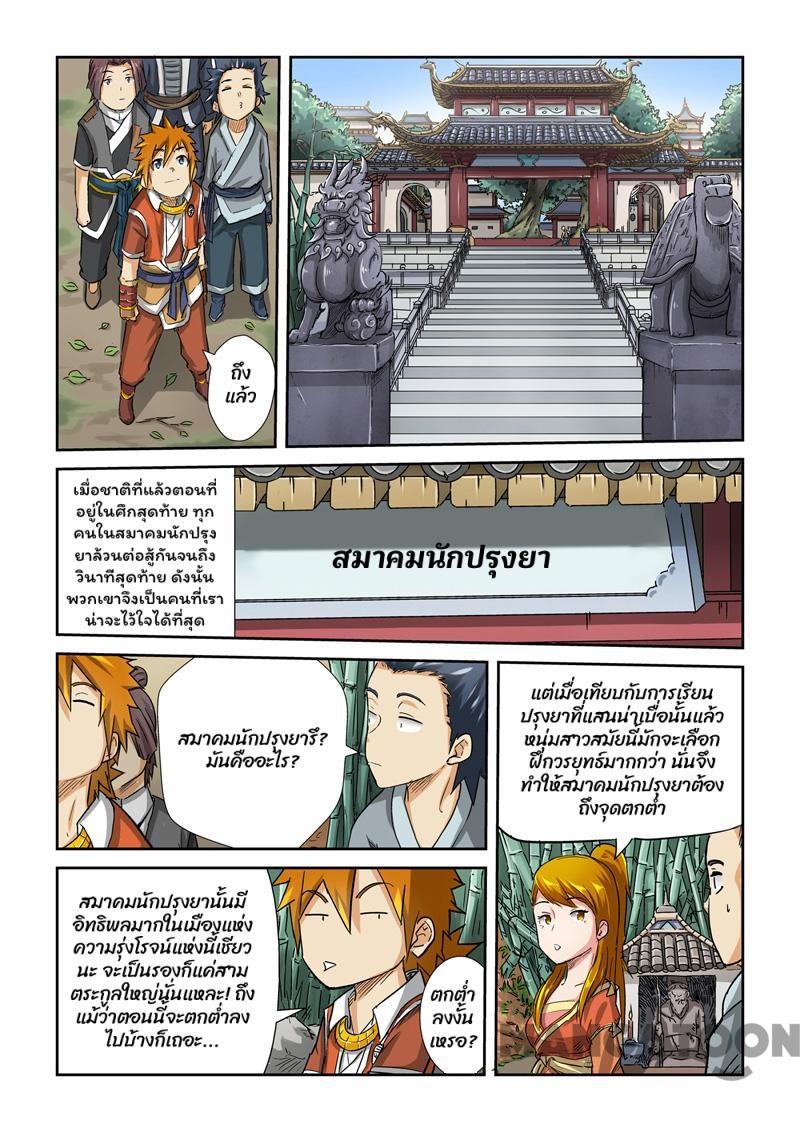 ถึง
แล้ว
เมื่อชาติที่แล้วตอนที่
อยู่ในศึกสุดท้าย ทุก
คนในสมาคมนักปรุง
ยาล้วนต่อสู้กันจนถึง
วินาทีสุดท้าย ดังนั้น
พวกเขาจึงเป็นคนที่เรา
น่าจะไว้ใจได้ที่สุด
สมาคมนักปรุงยา
สมาคมนักปรุงยารึ?
มันคืออะไร?
แต่เมื่อเทียบกับการเรียน
ปรุงยาที่แสนน่าเบื่อนั้นแล้ว
หนุ่มสาวสมัยนี้มักจะเลือก
ฝึกวรยุทธ์มากกว่า นั่นจึง
ทำให้สมาคมนักปรุงยาต้อง
ถึงจุดตกต่ำ
สมาคมนักปรุงยานั้นมี
อิทธิพลมากในเมืองแห่ง
ความรุ่งโรจน์แห่งนี้เชียว
นะ จะเป็นรองก็แค่สาม
ตระกูลใหญ่นั่นแหละ! ถึง
แม้ว่าตอนนี้จะตกต่ำลง
ไปบ้างก็เถอะ...
ตกต่ำ
ลงงั้น
เหรอ?